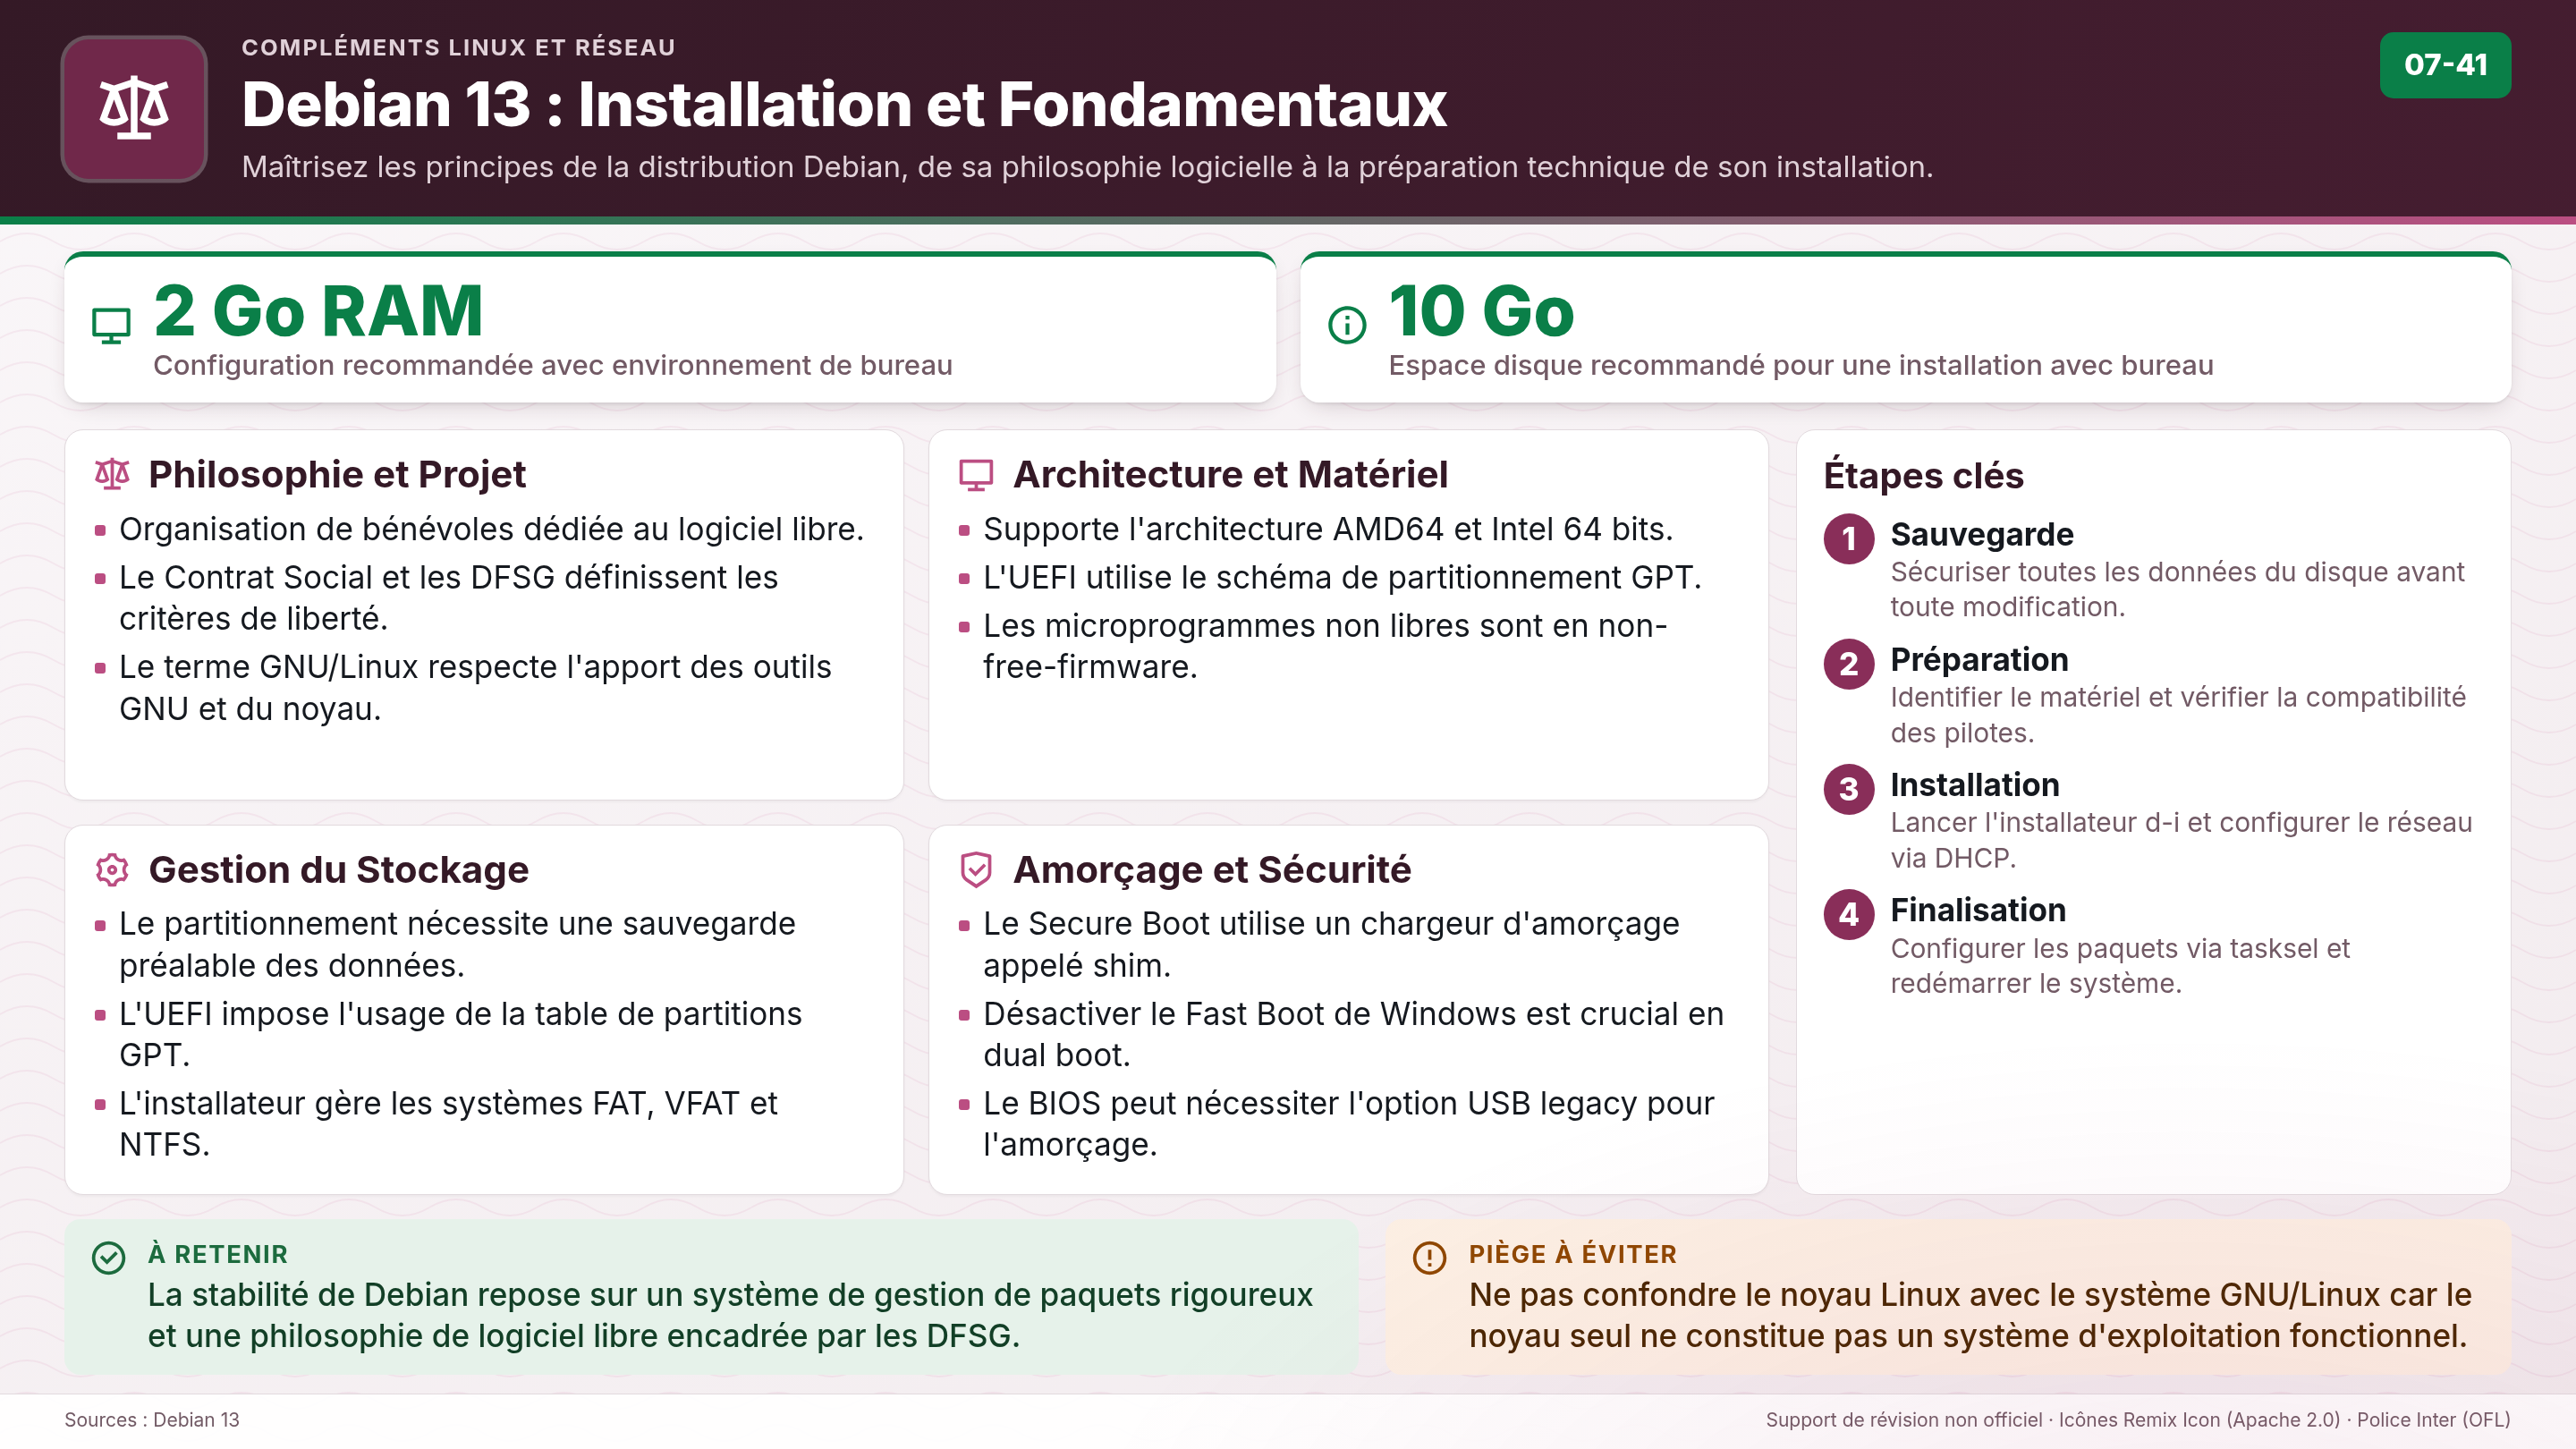 COMPLÉMENTS LINUX ET RÉSEAU
Debian 13 : Installation et Fondamentaux
Maîtrisez les principes de la distribution Debian, de sa philosophie logicielle à la préparation technique de son installation.
07-41
2 Go RAM
Configuration recommandée avec environnement de bureau
10 Go
Espace disque recommandé pour une installation avec bureau
Philosophie et Projet
Organisation de bénévoles dédiée au logiciel libre.
Le Contrat Social et les DFSG définissent les
critères de liberté.
Le terme GNU/Linux respecte l'apport des outils
GNU et du noyau.
Architecture et Matériel
Supporte l'architecture AMD64 et Intel 64 bits.
L'UEFI utilise le schéma de partitionnement GPT.
Les microprogrammes non libres sont en non-
free-firmware.
Gestion du Stockage
Le partitionnement nécessite une sauvegarde
préalable des données.
L'UEFI impose l'usage de la table de partitions
GPT.
L'installateur gère les systèmes FAT, VFAT et
NTFS.
Amorçage et Sécurité
Le Secure Boot utilise un chargeur d'amorçage
appelé shim.
Désactiver le Fast Boot de Windows est crucial en
dual boot.
Le BIOS peut nécessiter l'option USB legacy pour
l'amorçage.
Étapes clés
1 Sauvegarde
Sécuriser toutes les données du disque avant
toute modification.
2 Préparation
Identifier le matériel et vérifier la compatibilité
des pilotes.
3 Installation
Lancer l'installateur d-i et configurer le réseau
via DHCP.
4 Finalisation
Configurer les paquets via tasksel et
redémarrer le système.
À RETENIR
La stabilité de Debian repose sur un système de gestion de paquets rigoureux
et une philosophie de logiciel libre encadrée par les DFSG.
PIÈGE À ÉVITER
Ne pas confondre le noyau Linux avec le système GNU/Linux car le
noyau seul ne constitue pas un système d'exploitation fonctionnel.
Sources : Debian 13
Support de révision non officiel · Icônes Remix Icon (Apache 2.0) · Police Inter (OFL)